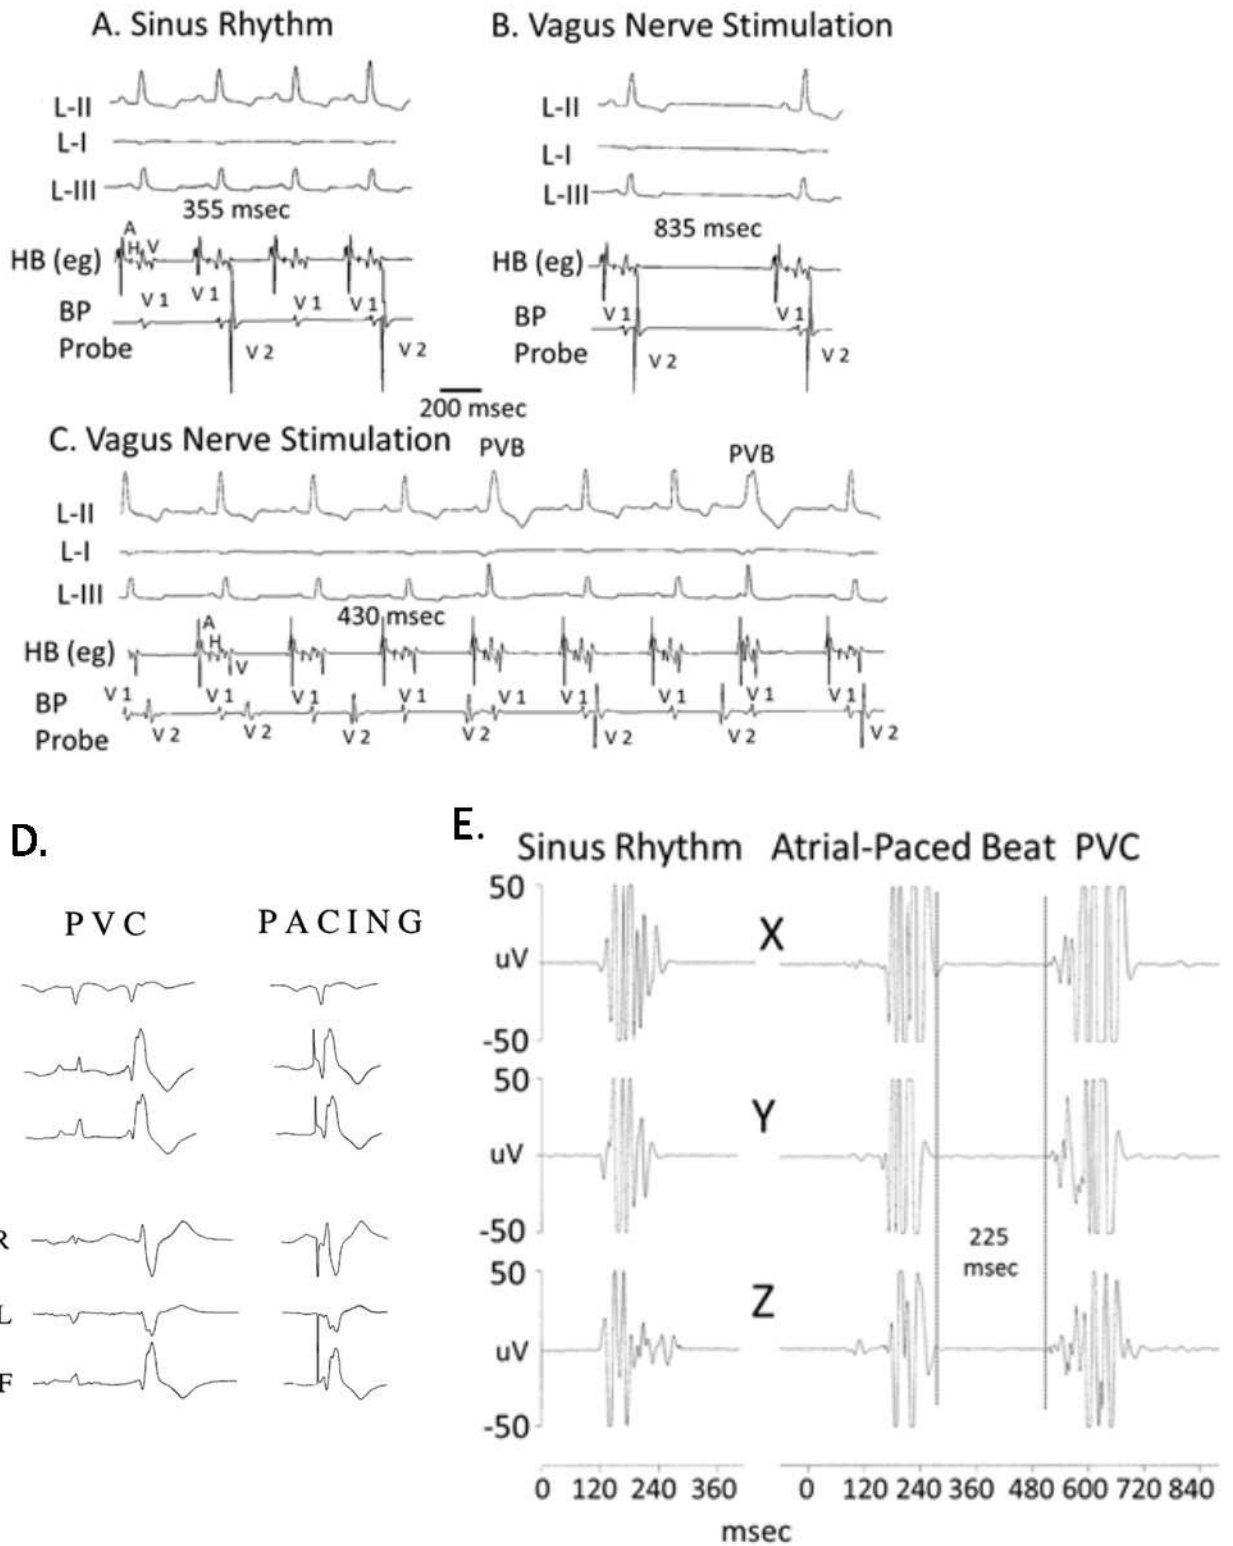 A. Sinus Rhythm
L-II
L-I
L-III
355 msec
A
H V
HB (eg)
V 1 V 1 V 1 V 1
BP
Probe
V 2 V 2
B. Vagus Nerve Stimulation
L-II
L-I
L-III
835 msec
HB (eg)
V 1 V 1
BP
Probe
V 2 V 2
200 msec
C. Vagus Nerve Stimulation
PVB PVB
L-II
L-I
L-III
430 msec
A
H
V
HB (eg)
V 1 V 1 V 1 V 1 V 1 V 1 V 1 V 1 V 1
BP
Probe
V 2 V 2 V 2 V 2 V 2 V 2 V 2
D.
PVC PACING
R
L
F
E.
Sinus Rhythm Atrial-Paced Beat PVC
50
uV
-50
X
50
uV
-50
Y
225
msec
50
uV
-50
Z
0 120 240 360 0 120 240 360 480 600 720 840
msec